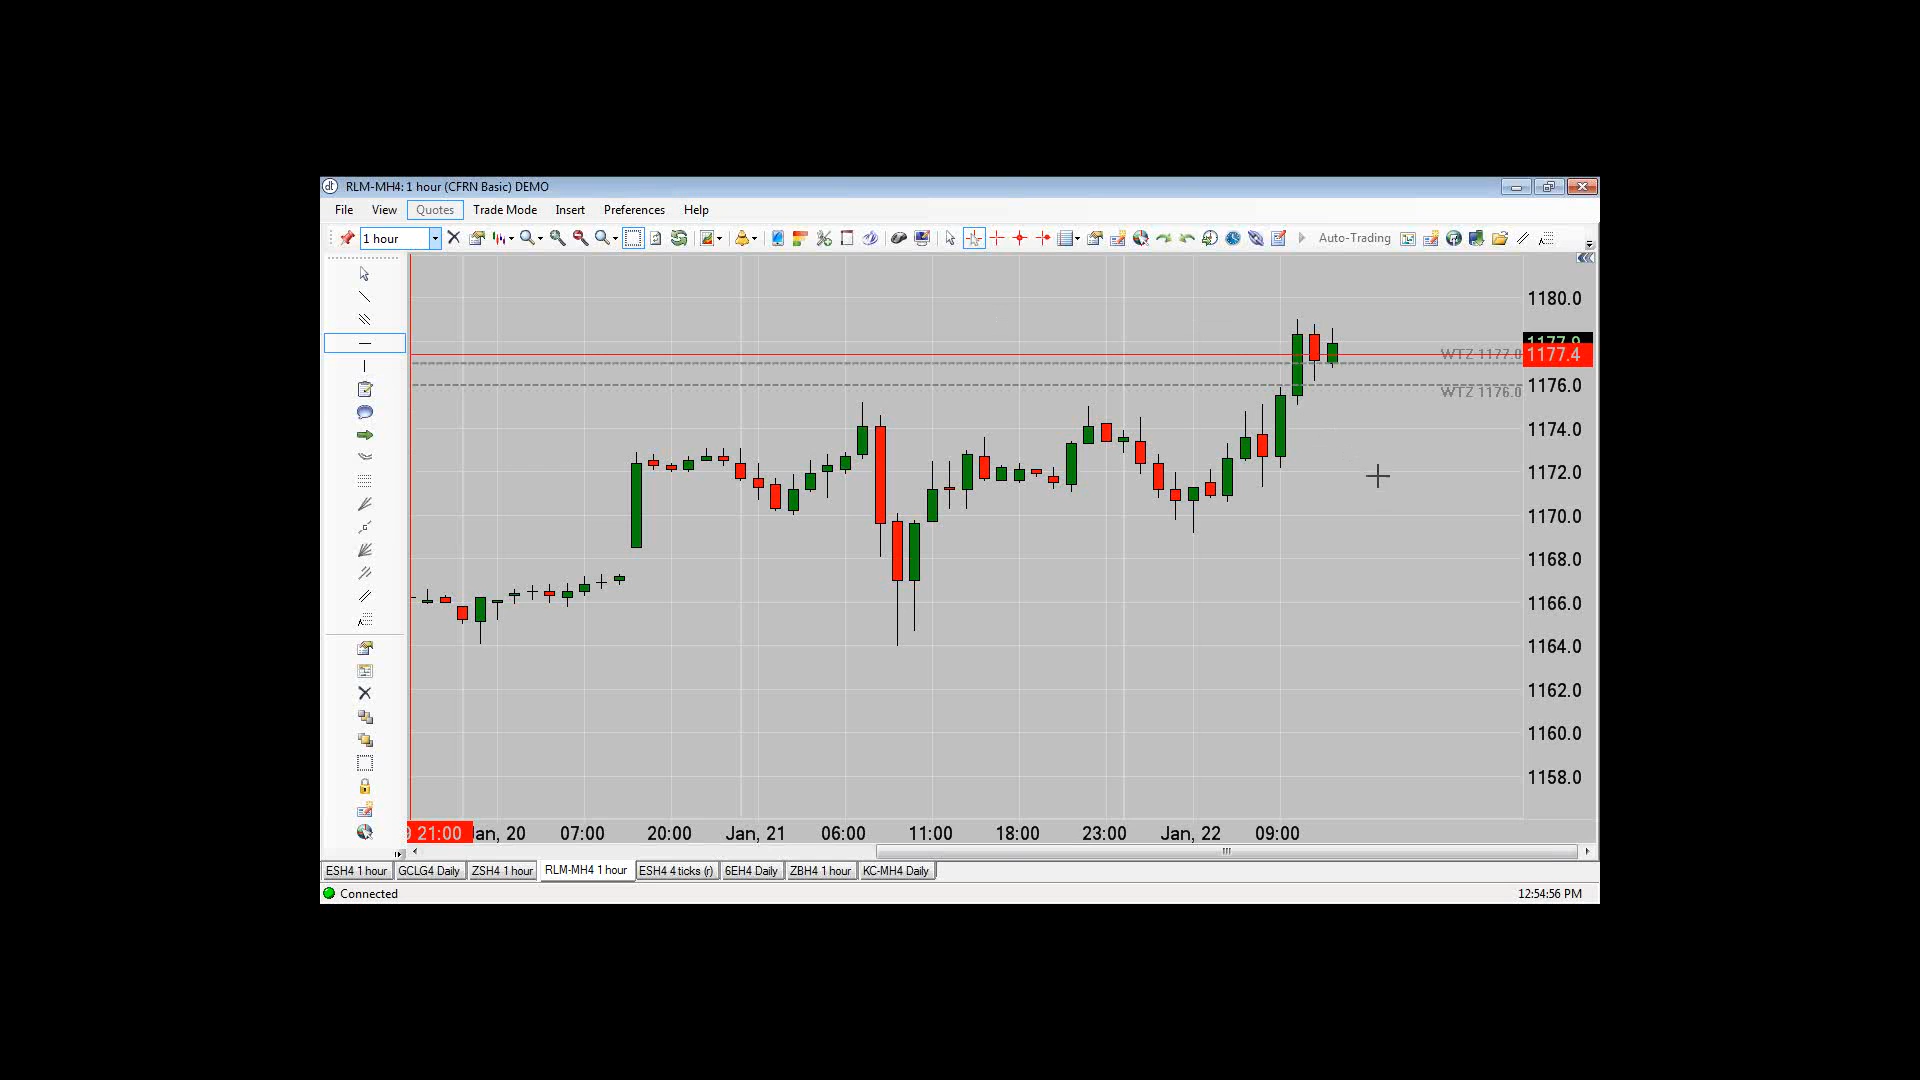 RLM-MH4: 1 hour (CFRN Basic) DEMO
File View Quotes Trade Mode Insert Preferences Help
1 hour Auto-Trading
1180.0
WTZ 1177.0 1177.4
1176.0
WTZ 1176.0
1174.0
1172.0
1170.0
1168.0
1166.0
1164.0
1162.0
1160.0
1158.0
21:00 Jan, 20 07:00 20:00 Jan, 21 06:00 11:00 18:00 23:00 Jan, 22 09:00
ESH4 1 hour GCLG4 Daily ZSH4 1 hour RLM-MH4 1 hour ESH4 4 ticks (r) 6EH4 Daily ZBH4 1 hour KC-MH4 Daily
Connected 12:54:56 PM